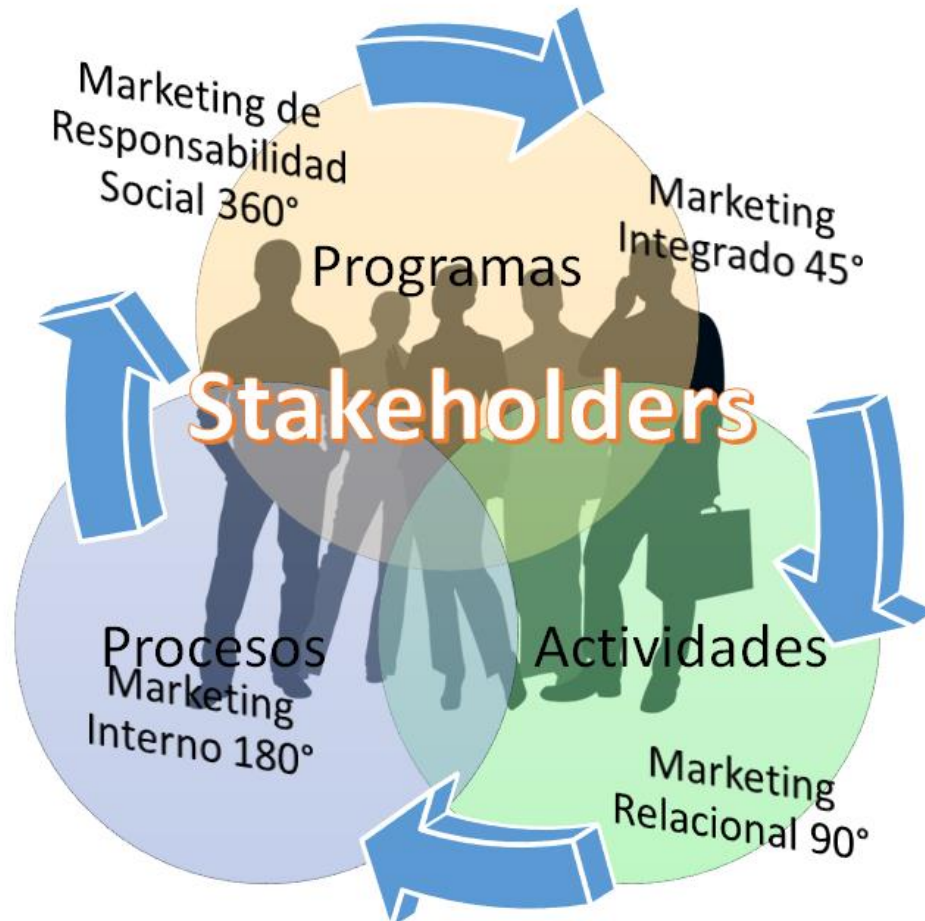 Marketing de
Responsabilidad
Social 360°
Marketing
Integrado 45°
Programas
Stakeholders
Procesos
Actividades
Marketing
Interno 180°
Marketing
Relacional 90°